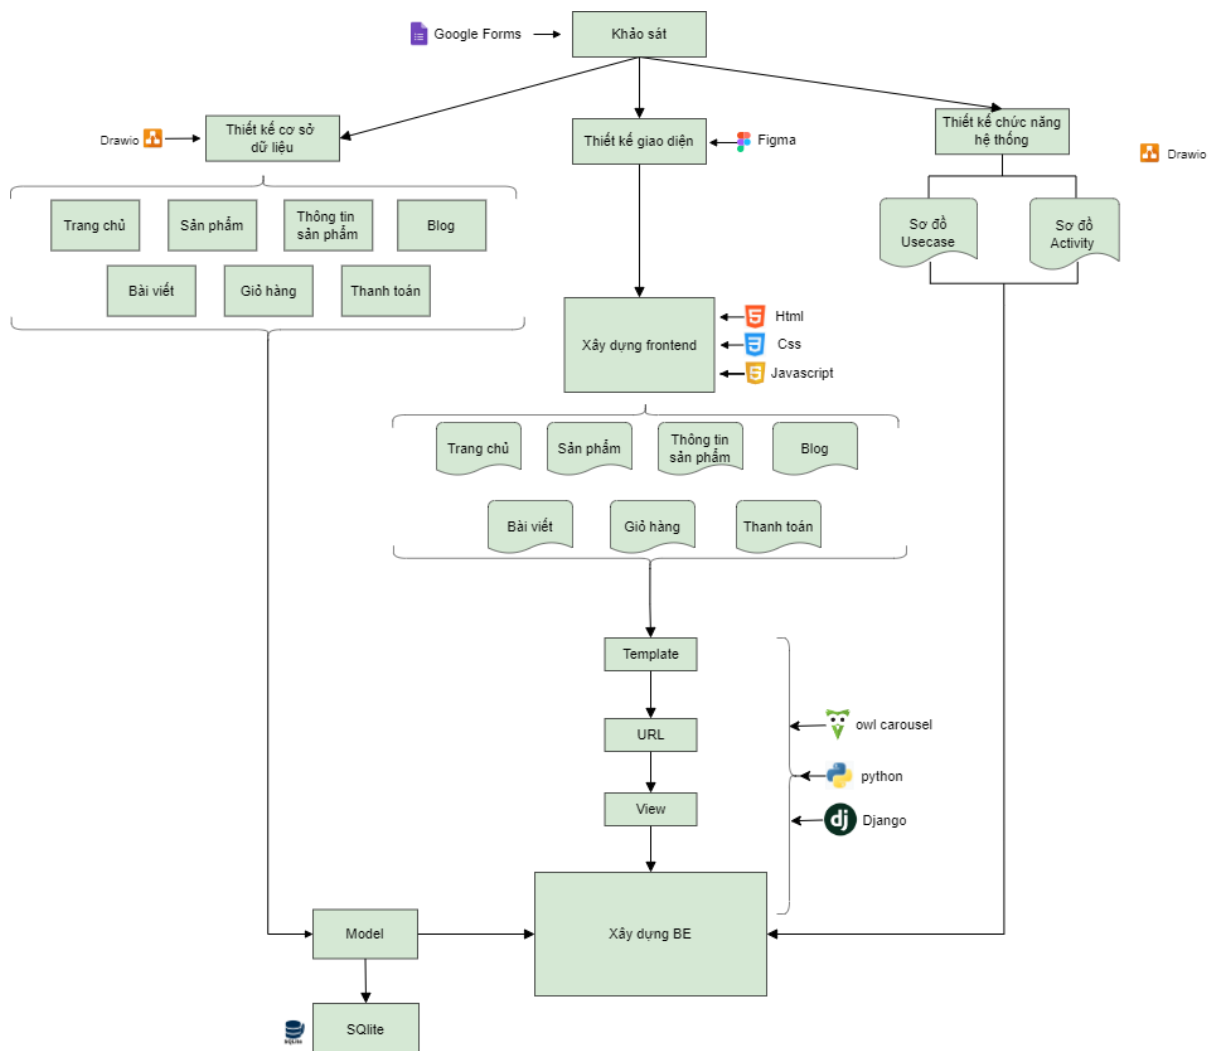 Google Forms
Khảo sát
Drawio
Thiết kế cơ sở
dữ liệu
Thiết kế giao diện
Figma
Thiết kế chức năng
hệ thống
Drawio
Trang chủ
Sản phẩm
Thông tin
sản phẩm
Blog
Bài viết
Giỏ hàng
Thanh toán
Sơ đồ
Usecase
Sơ đồ
Activity
Xây dựng frontend
Html
Css
Javascript
Trang chủ
Sản phẩm
Thông tin
sản phẩm
Blog
Bài viết
Giỏ hàng
Thanh toán
Template
URL
View
owl carousel
python
dj
Django
Model
Xây dựng BE
SQLite
SQlite